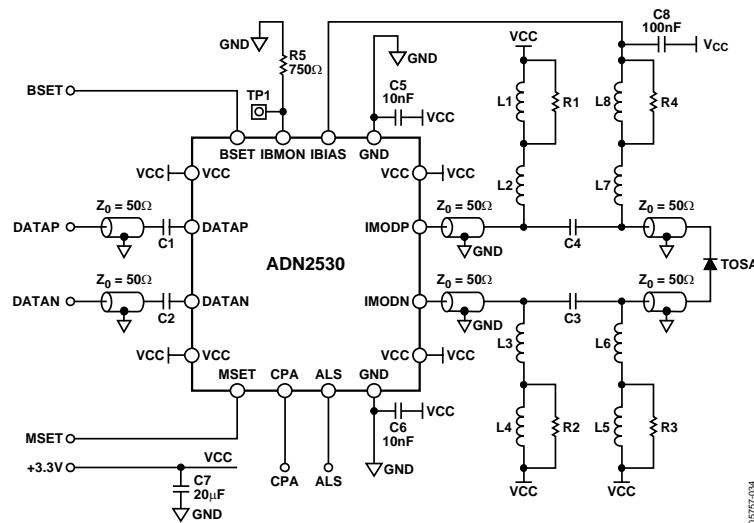 GND
R5
750Ω
TP1
BSET
GND
C5
10nF
VCC
VCC
L1
R1
L2
C8
100nF
VCC
L8
R4
L7
BSET
IBMON
IBIAS
GND
VCC
VCC
VCC
VCC
DATAP
Z0 = 50Ω
C1
DATAP
IMODP
Z0 = 50Ω
GND
C4
Z0 = 50Ω
ADN2530
TOSA
DATAN
Z0 = 50Ω
C2
DATAN
IMODN
Z0 = 50Ω
GND
C3
Z0 = 50Ω
VCC
VCC
VCC
VCC
MSET
CPA
ALS
GND
L3
L6
C6
10nF
VCC
L4
R2
L5
R3
MSET
GND
VCC
VCC
+3.3V
VCC
C7
20µF
GND
CPA
ALS
15757-034